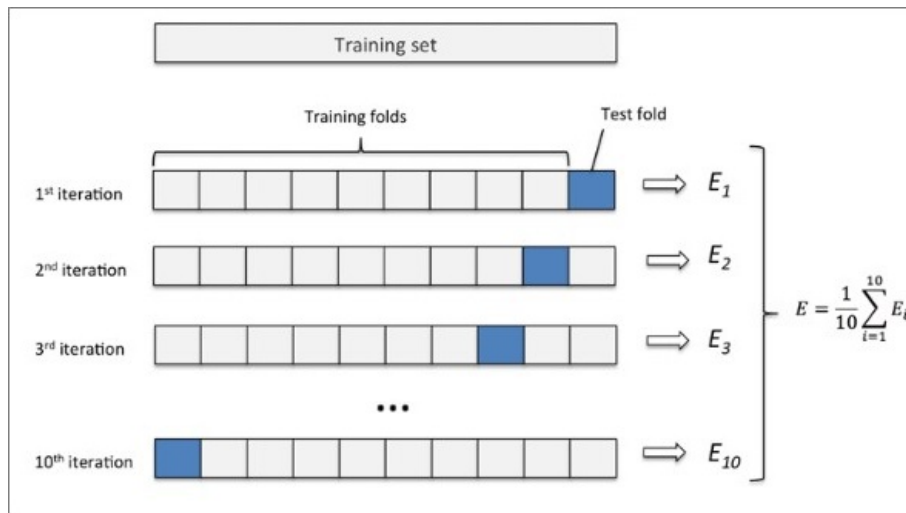 Training set
Training folds
Test fold
1st iteration
E1
2nd iteration
E2
E = 1/10 10∑i=1 Ei
3rd iteration
E3
...
10th iteration
E10